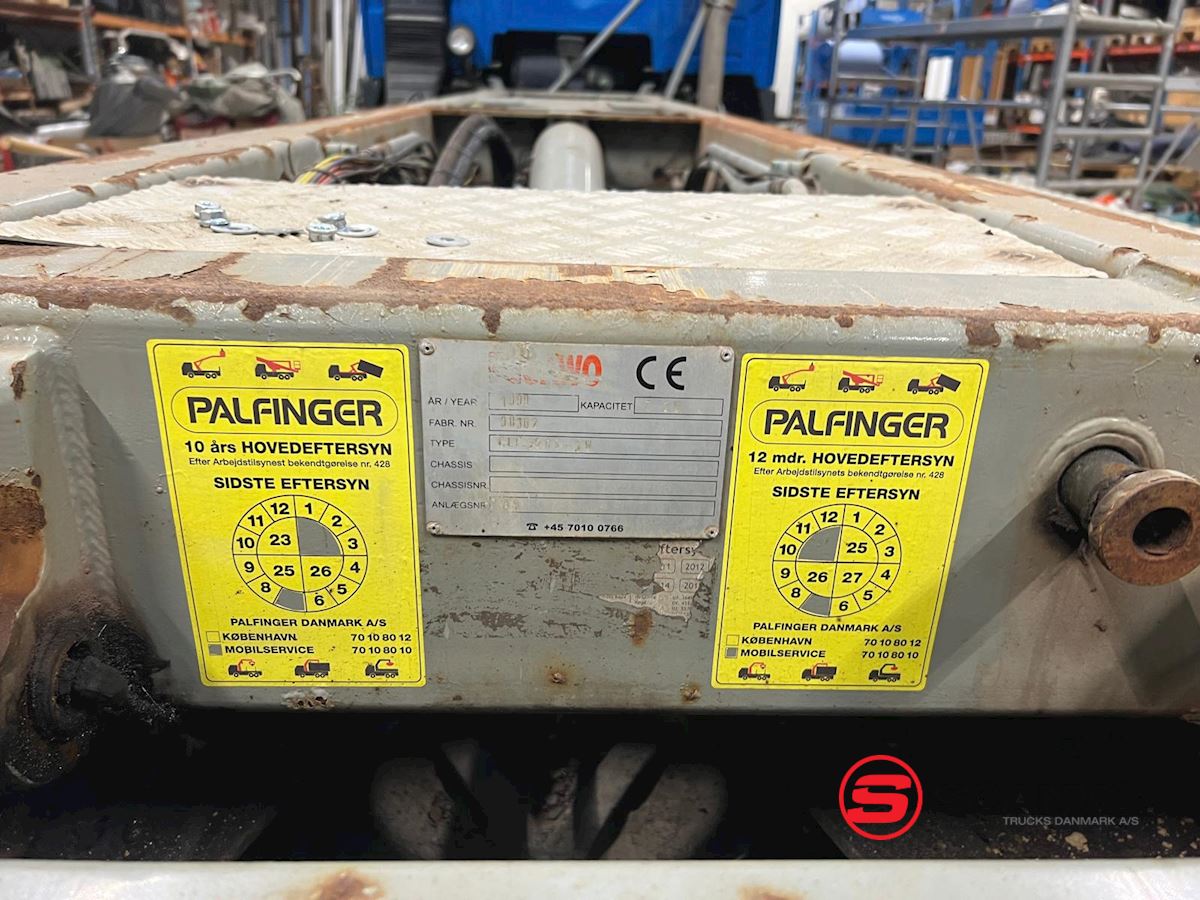 PALFINGER
10 års HOVEDEFTERSYN
Efter Arbejdstilsynest bekendtgørelse nr. 428
SIDSTE EFTERSYN
12 1
11 2
10 23 3
9 25 26 4
8 5
6
PALFINGER DANMARK A/S
KØBENHAVN 70 10 80 12
MOBILSERVICE 70 10 80 10
CE
ÅR / YEAR KAPACITET
FABR. NR.
TYPE
CHASSIS
CHASSISNR.
ANLÆGSNR
☎ +45 7010 0766
2012
PALFINGER
12 mdr. HOVEDEFTERSYN
Efter Arbejdstilsynets bekendtgørelse nr. 428
SIDSTE EFTERSYN
12 1
11 2
10 25 3
9 26 27 4
8 5
6
PALFINGER DANMARK A/S
KØBENHAVN 70 10 80 12
MOBILSERVICE 70 10 80 10
S
TRUCKS DANMARK A/S